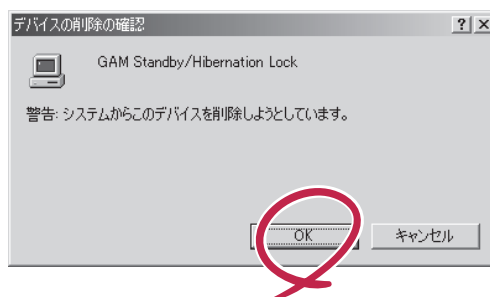 デバイスの削除の確認
GAM Standby/Hibernation Lock
警告: システムからこのデバイスを削除しようとしています。
OK
キャンセル